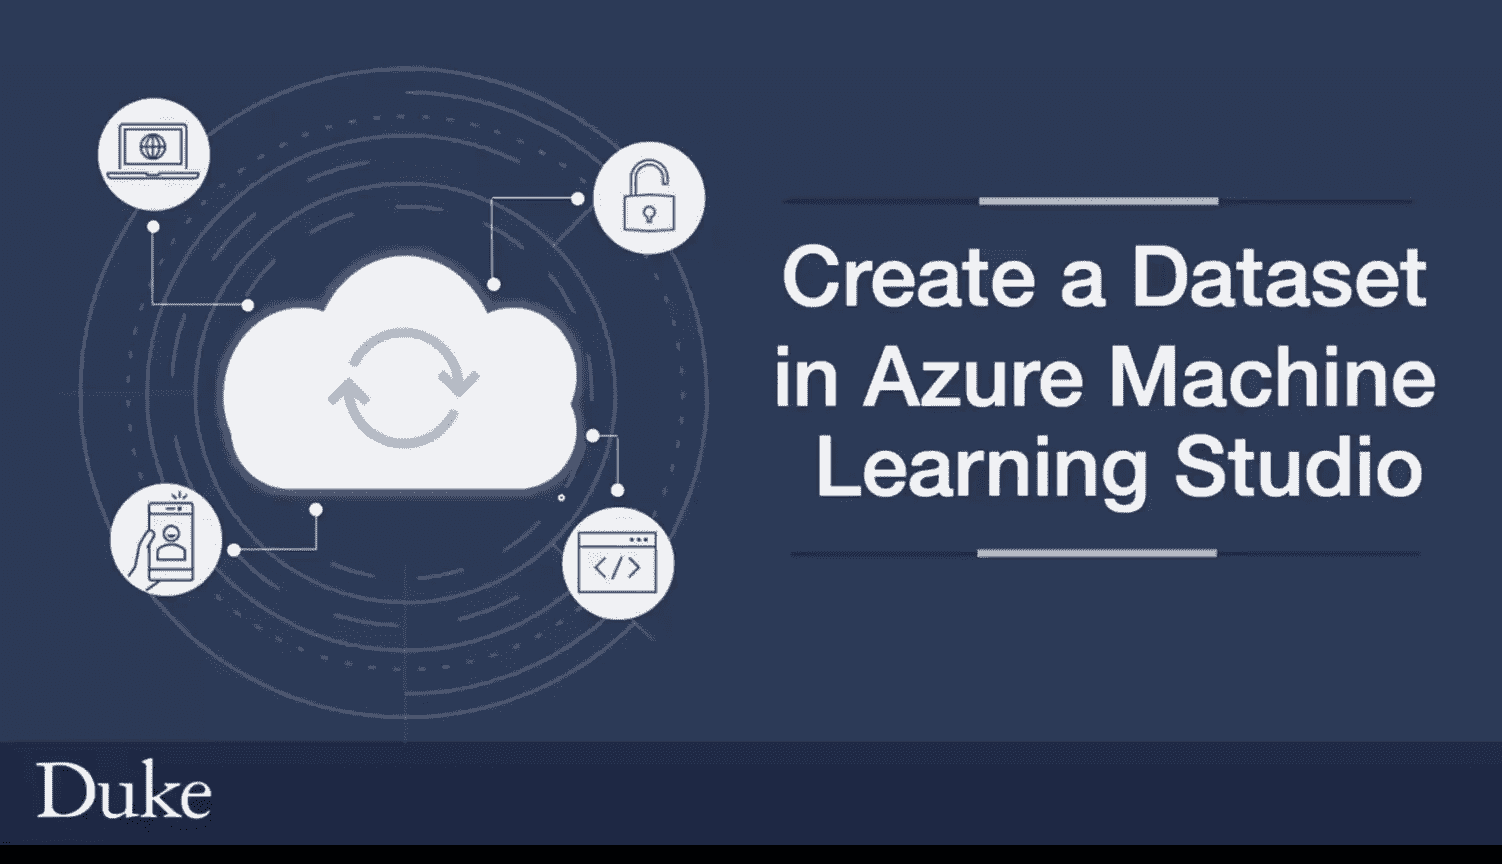 Create a Dataset
in Azure Machine
Learning Studio
</>
Duke